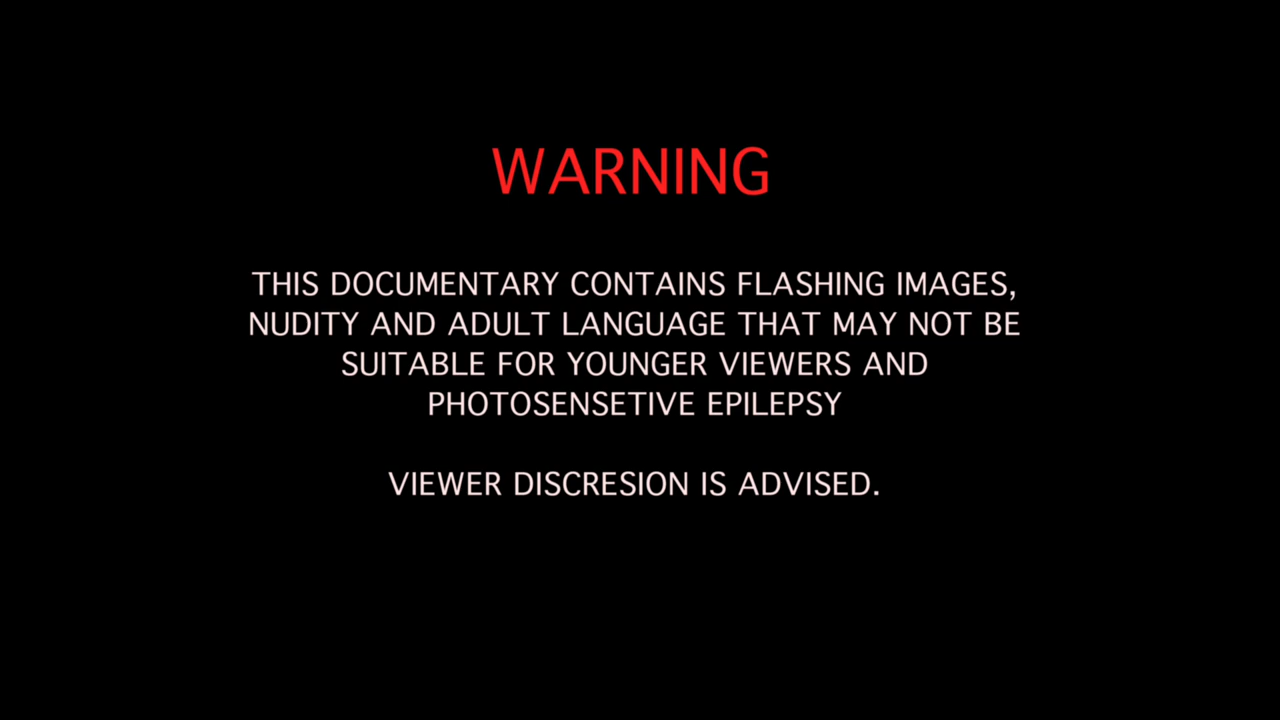 WARNING
THIS DOCUMENTARY CONTAINS FLASHING IMAGES,
NUDITY AND ADULT LANGUAGE THAT MAY NOT BE
SUITABLE FOR YOUNGER VIEWERS AND
PHOTOSENSETIVE EPILEPSY
VIEWER DISCRESION IS ADVISED.